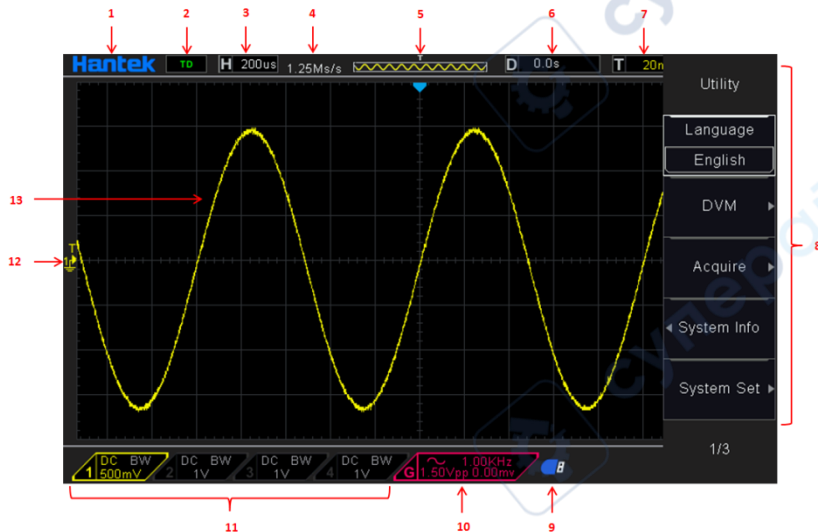 1 2 3 4 5 6 7
Hantek TD H 200us 1.25Ms/s T D 0.0s T 20n
Utility
Language
English
13
DVM
T
12 1
8
Acquire
System Info
System Set
1/3
DC BW DC BW DC BW DC BW 1.00KHz
1 500mV 2 1V 3 1V 4 1V G 1.50Vpp 0.00mv
11 10 9